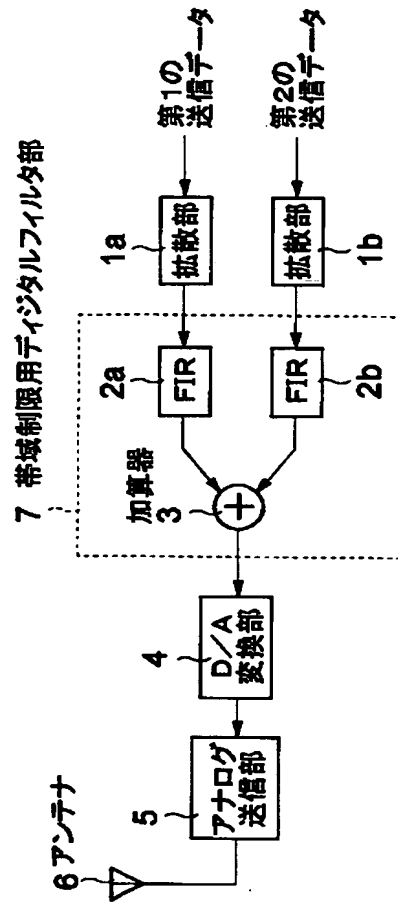 7 帯域制限用ディジタルフィルタ部
第1の
送信データ
1a
拡散部
2a
FIR
加算器
3
+
4
D/A
変換部
5
アナログ
送信部
6 アンテナ
第2の
送信データ
拡散部
1b
FIR
2b